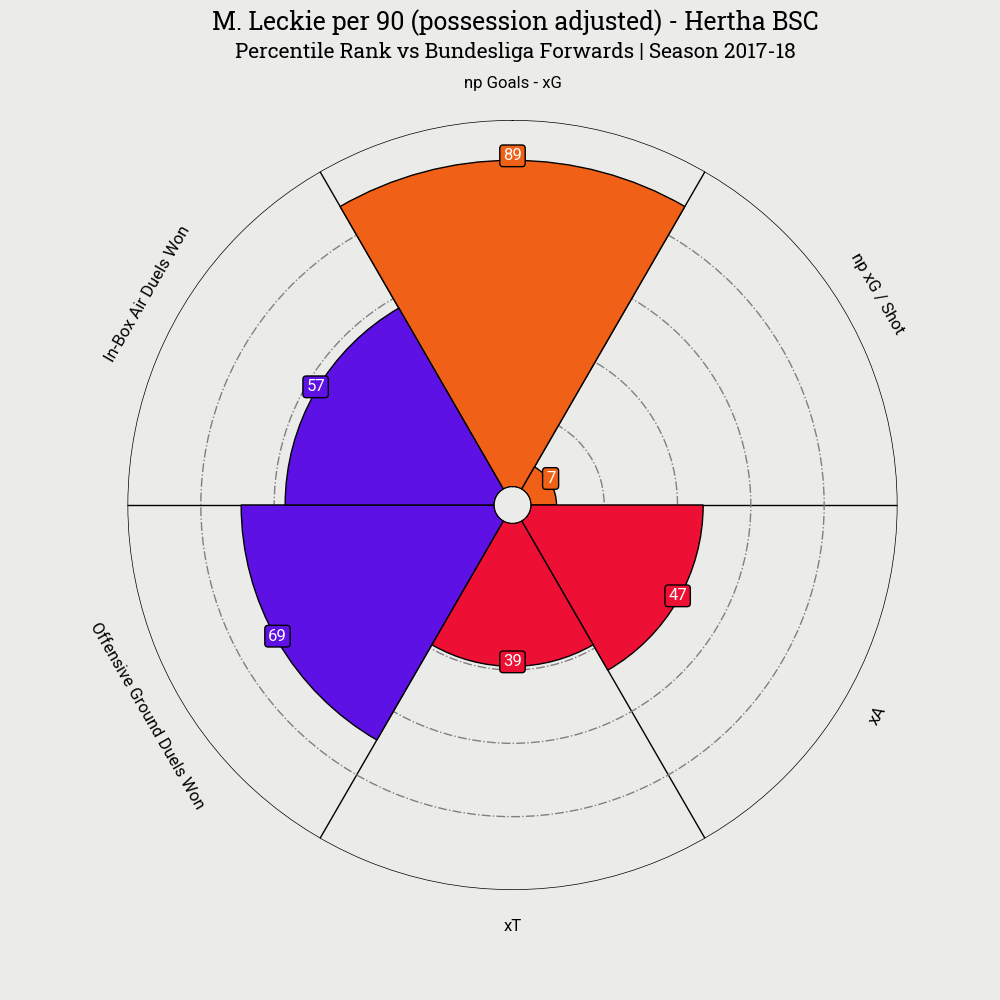 M. Leckie per 90 (possession adjusted) - Hertha BSC
Percentile Rank vs Bundesliga Forwards | Season 2017-18
np Goals - xG
89
np xG / Shot
7
In-Box Air Duels Won
57
47
xA
39
xT
69
Offensive Ground Duels Won